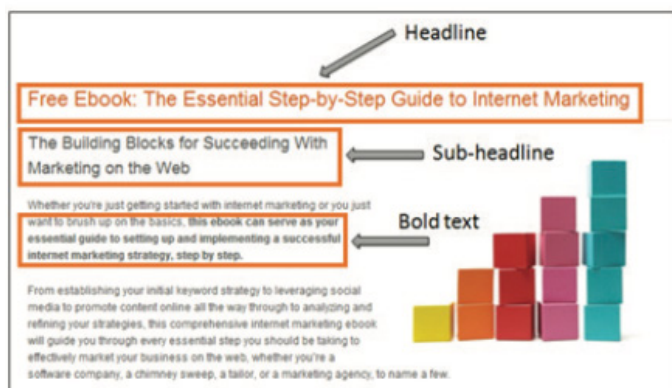 Headline
Free Ebook: The Essential Step-by-Step Guide to Internet Marketing
The Building Blocks for Succeeding With
Marketing on the Web
Sub-headline
Whether you're just getting started with internet marketing or you just
want to brush up on the basics, this ebook can serve as your
essential guide to setting up and implementing a successful
internet marketing strategy, step by step.
Bold text
From establishing your initial keyword strategy to leveraging social
media to promote content online all the way through to analyzing and
refining your strategies, this comprehensive internet marketing ebook
will guide you through every essential step you should be taking to
effectively market your business on the web, whether you're a
software company, a chimney sweep, a tailor, or a marketing agency, to name a few.